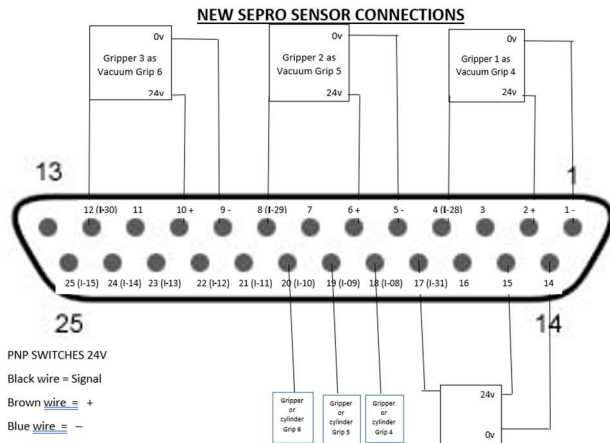 NEW SEPRO SENSOR CONNECTIONS
0v
Gripper 3 as
Vacuum Grip 6
24v
0v
Gripper 2 as
Vacuum Grip 5
24v
0v
Gripper 1 as
Vacuum Grip 4
24v
13
1
12 (I-30) 11 10 + 9 - 8 (I-29) 7 6 + 5 - 4 (I-28) 3 2 + 1 -
25 (I-15) 24 (I-14) 23 (I-13) 22 (I-12) 21 (I-11) 20 (I-10) 19 (I-09) 18 (I-08) 17 (I-31) 16 15 14
25
14
PNP SWITCHES 24V
Black wire = Signal
Brown wire = +
Blue wire = –
Gripper
or
cylinder
Grip 6
Gripper
or
cylinder
Grip 5
Gripper
or
cylinder
Grip 4
24v
0v